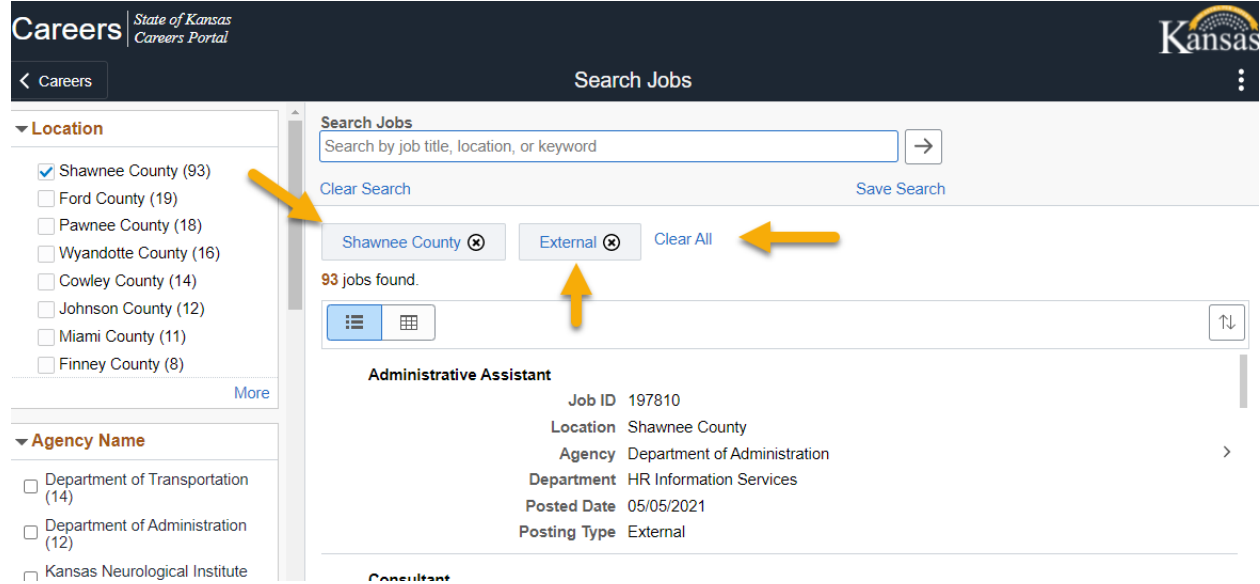 Careers
State of Kansas
Careers Portal
Kansas
Careers
Search Jobs
Location
Shawnee County (93)
Ford County (19)
Pawnee County (18)
Wyandotte County (16)
Cowley County (14)
Johnson County (12)
Miami County (11)
Finney County (8)
More
Agency Name
Department of Transportation
(14)
Department of Administration
(12)
Kansas Neurological Institute
Search Jobs
Search by job title, location, or keyword
Clear Search
Save Search
Shawnee County
External
Clear All
93 jobs found.
Administrative Assistant
Job ID 197810
Location Shawnee County
Agency Department of Administration
Department HR Information Services
Posted Date 05/05/2021
Posting Type External
Consultant